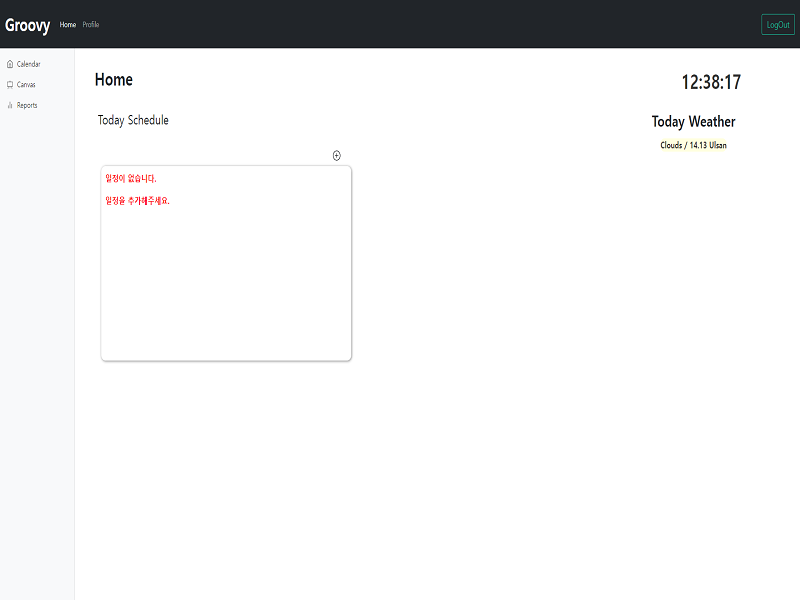 Groovy Home Profile LogOut
Calendar
Canvas
Reports
Home
12:38:17
Today Schedule
Today Weather
Clouds / 14.13 Ulsan
일정이 없습니다.
일정을 추가해주세요.